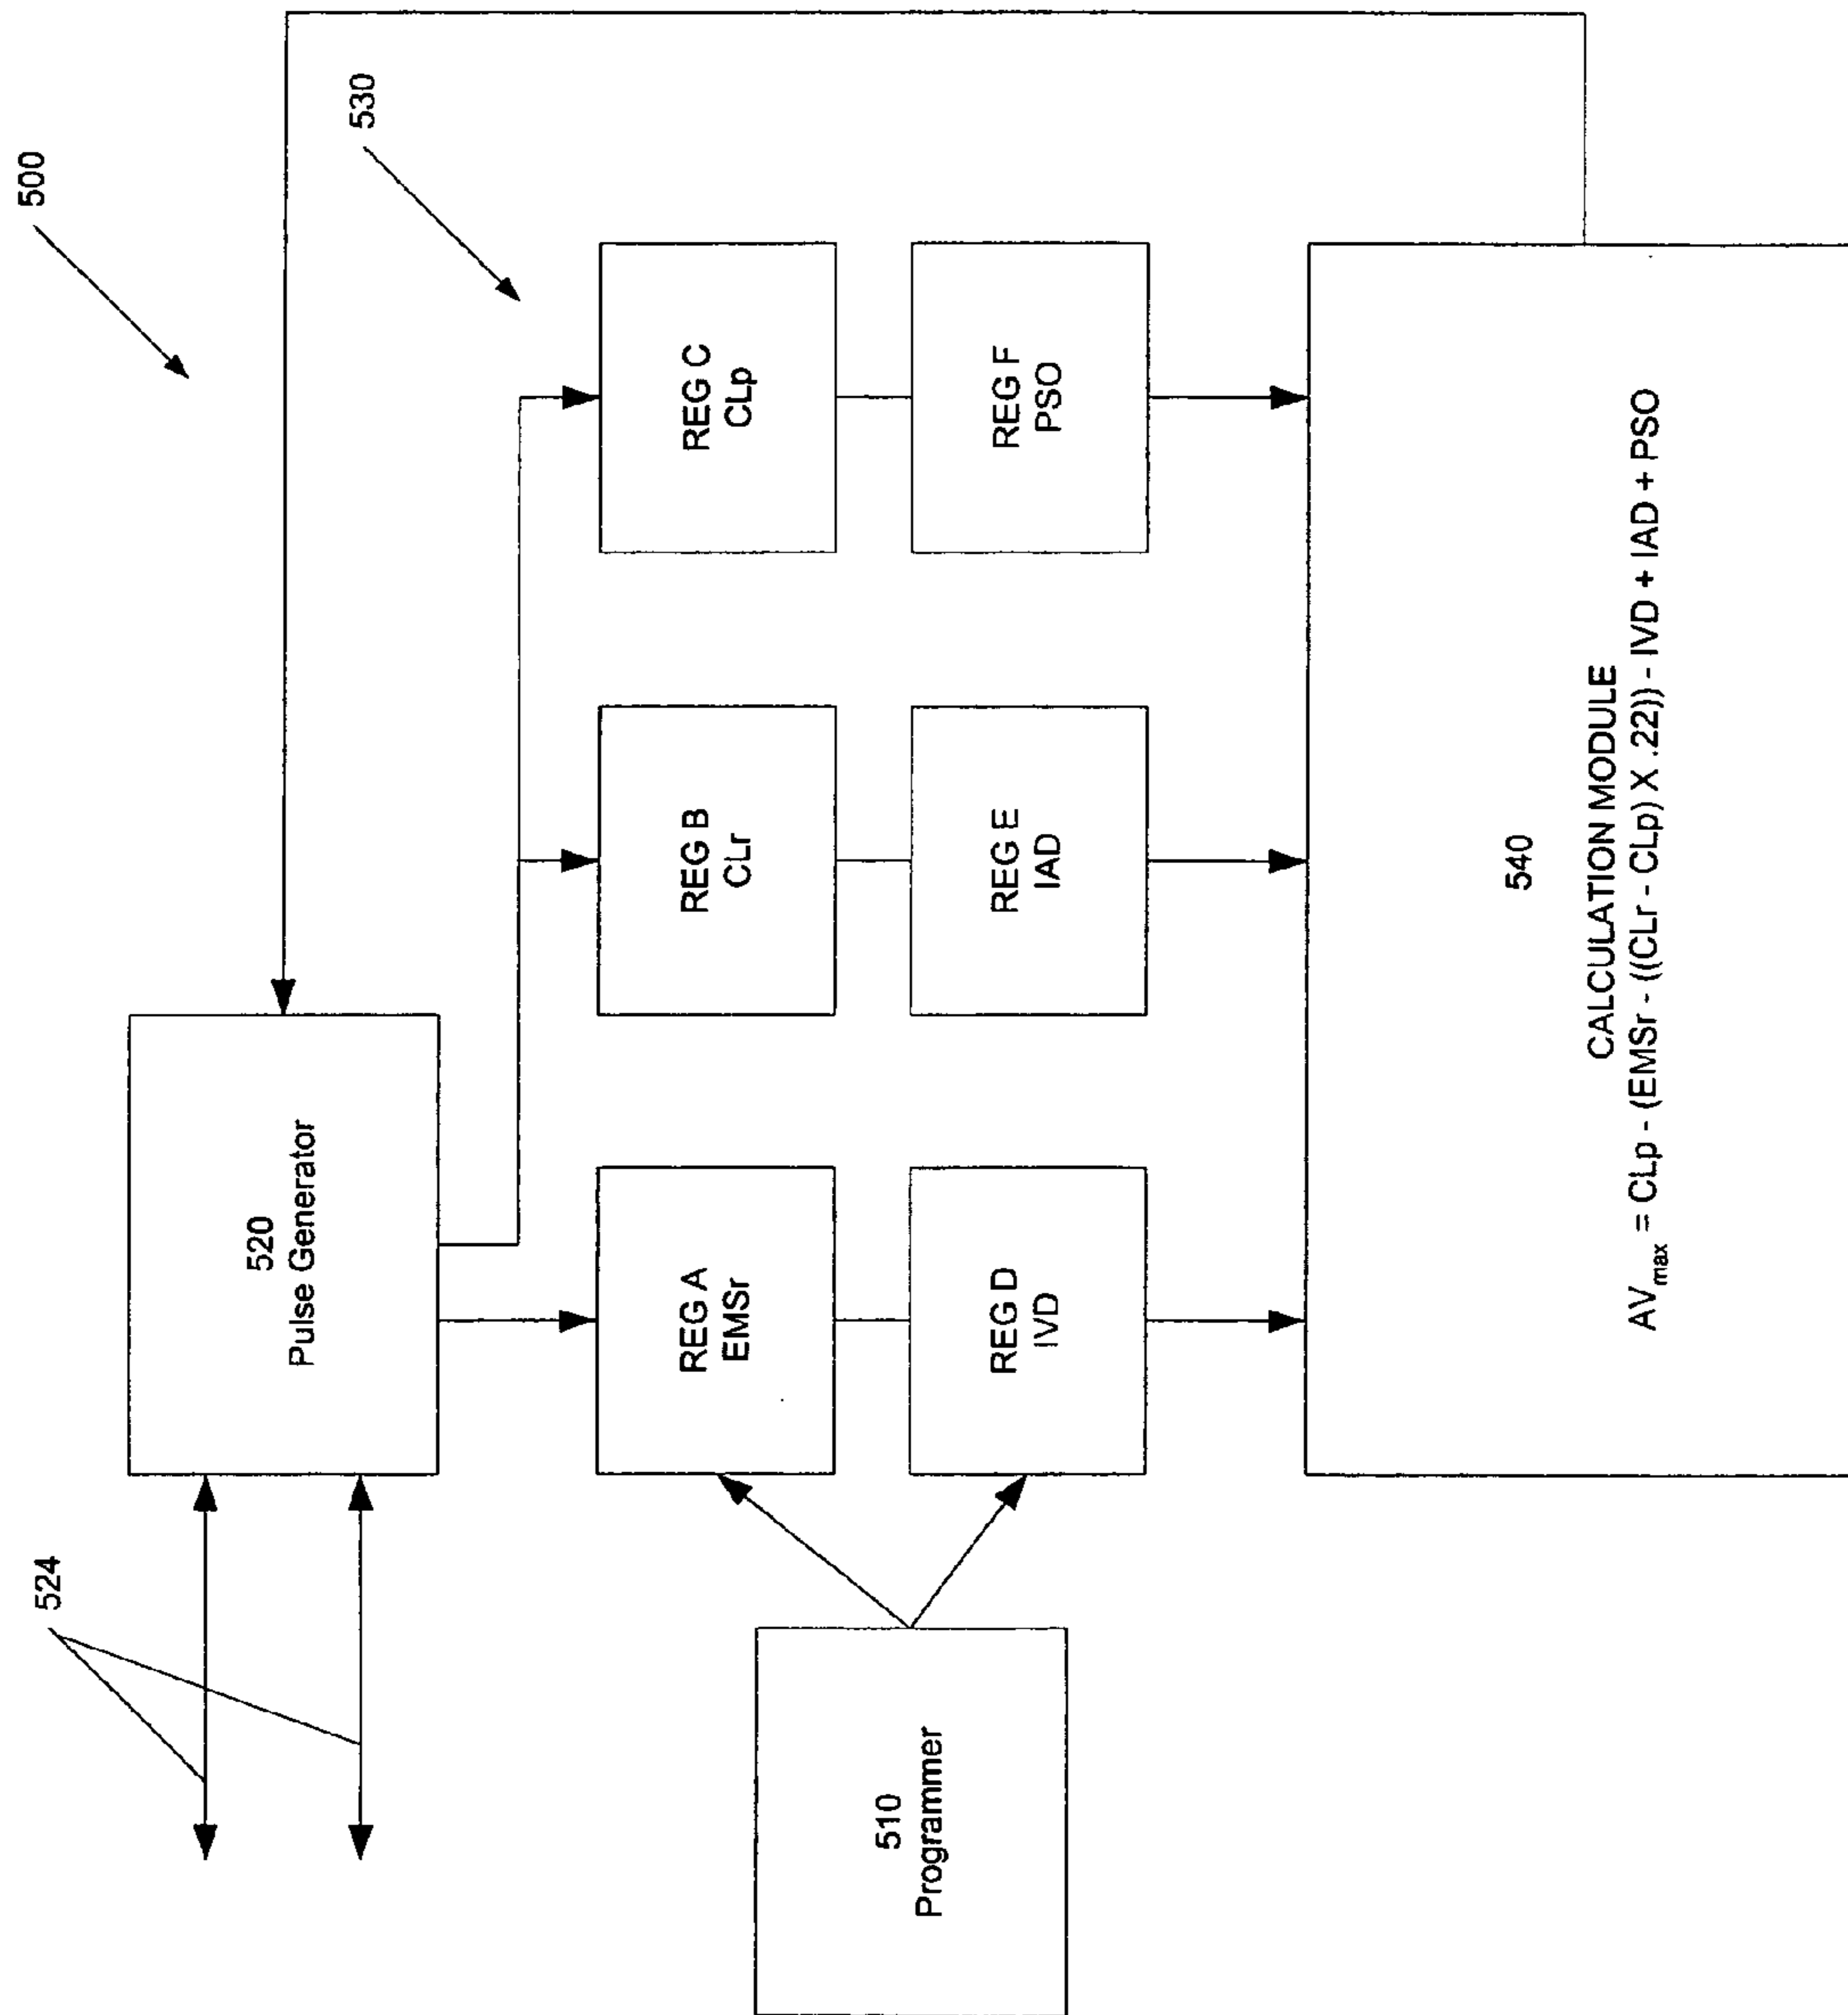 500
524
520
Pulse Generator
530
510
Programmer
REG A
EMSr
REG B
CLr
REG C
CLp
REG D
IVD
REG E
IAD
REG F
PSO
540
CALCULATION MODULE
AVmax = CLp - (EMSr - ((CLr - CLp) X .22)) - IVD + IAD + PSO